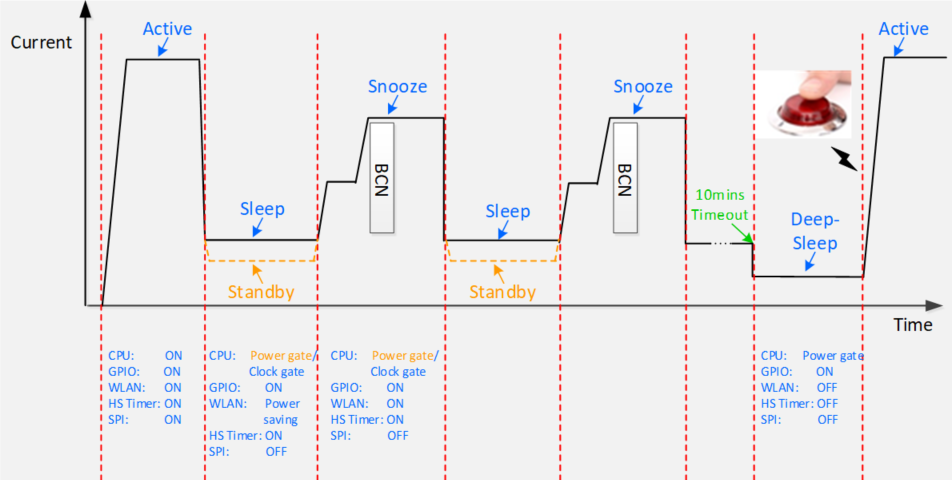 Current
Active
Sleep
Standby
Snooze
BCN
Sleep
Standby
Snooze
BCN
10mins
Timeout
Deep-
Sleep
Active
Time
CPU: ON
GPIO: ON
WLAN: ON
HS Timer: ON
SPI: ON
CPU: Power gate/
Clock gate
GPIO: ON
WLAN: Power
saving
HS Timer: ON
SPI: OFF
CPU: Power gate/
Clock gate
GPIO: ON
WLAN: ON
HS Timer: ON
SPI: OFF
CPU: Power gate
GPIO: ON
WLAN: OFF
HS Timer: OFF
SPI: OFF